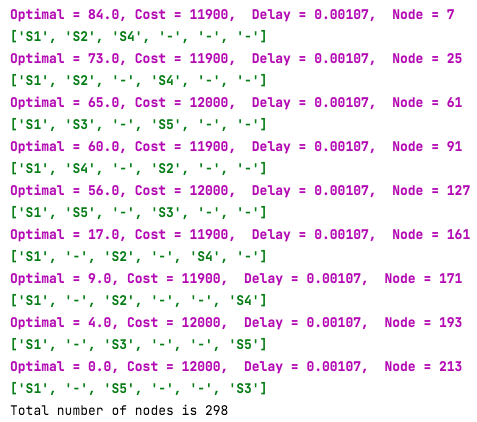 Optimal = 84.0, Cost = 11900,  Delay = 0.00107,  Node = 7
['S1', 'S2', 'S4', '-', '-', '-']
Optimal = 73.0, Cost = 11900,  Delay = 0.00107,  Node = 25
['S1', 'S2', '-', 'S4', '-', '-']
Optimal = 65.0, Cost = 12000,  Delay = 0.00107,  Node = 61
['S1', 'S3', '-', 'S5', '-', '-']
Optimal = 60.0, Cost = 11900,  Delay = 0.00107,  Node = 91
['S1', 'S4', '-', 'S2', '-', '-']
Optimal = 56.0, Cost = 12000,  Delay = 0.00107,  Node = 127
['S1', 'S5', '-', 'S3', '-', '-']
Optimal = 17.0, Cost = 11900,  Delay = 0.00107,  Node = 161
['S1', '-', 'S2', '-', 'S4', '-']
Optimal = 9.0, Cost = 11900,  Delay = 0.00107,  Node = 171
['S1', '-', 'S2', '-', '-', 'S4']
Optimal = 4.0, Cost = 12000,  Delay = 0.00107,  Node = 193
['S1', '-', 'S3', '-', '-', 'S5']
Optimal = 0.0, Cost = 12000,  Delay = 0.00107,  Node = 213
['S1', '-', 'S5', '-', '-', 'S3']
Total number of nodes is 298